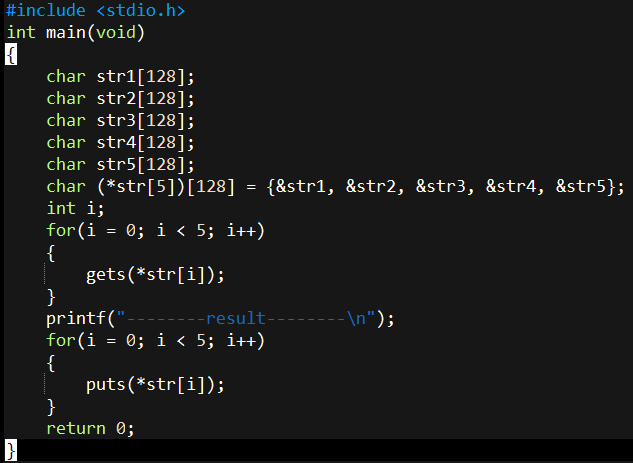 #include <stdio.h>
int main(void)
{
    char str1[128];
    char str2[128];
    char str3[128];
    char str4[128];
    char str5[128];
    char (*str[5])[128] = {&str1, &str2, &str3, &str4, &str5};
    int i;
    for(i = 0; i < 5; i++)
    {
        gets(*str[i]);
    }
    printf("--------result--------\n");
    for(i = 0; i < 5; i++)
    {
        puts(*str[i]);
    }
    return 0;
}